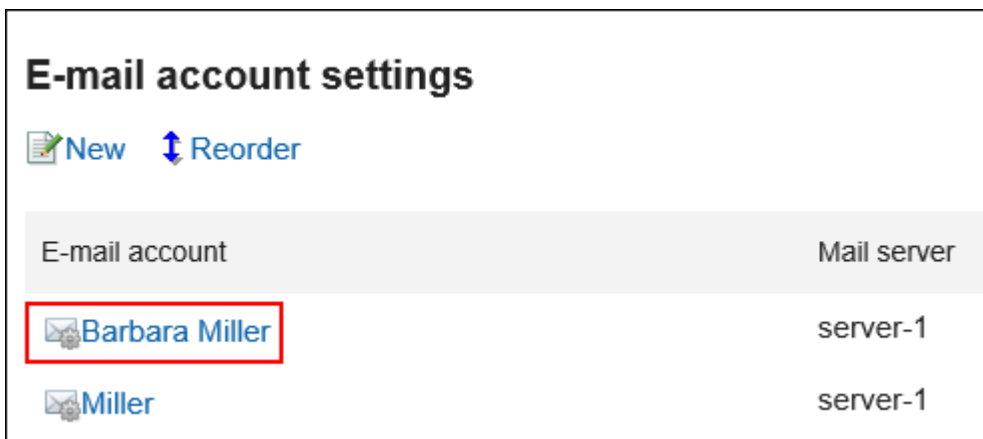 E-mail account settings
New Reorder
E-mail account Mail server
Barbara Miller server-1
Miller server-1